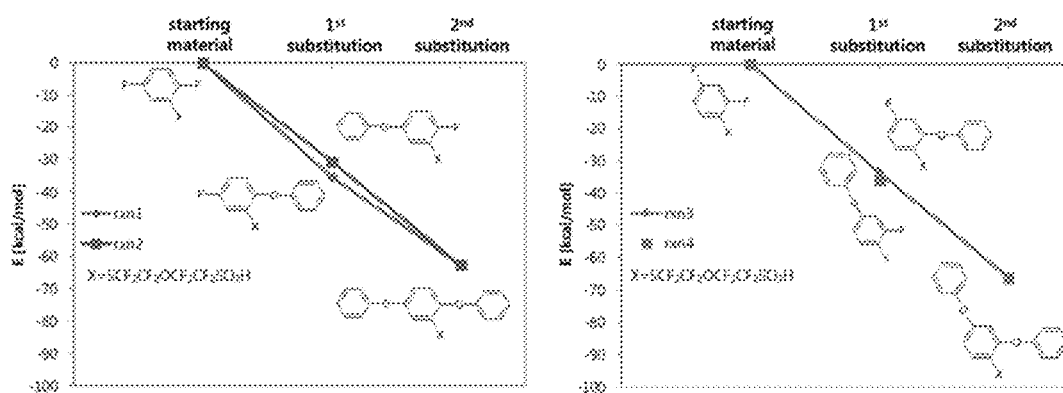 starting material
1st substitution
2nd substitution
0
-10
-20
-30
-40
-50
-60
-70
-80
-90
-100
E [kcal/mol]
rxn1
rxn2
X=SCF2CF2OCF2CF2SO3H
F
F
X
O
F
X
F
O
X
O
O
X
starting material
1st substitution
2nd substitution
0
-10
-20
-30
-40
-50
-60
-70
-80
-90
-100
E [kcal/mol]
rxn3
rxn4
X=SCF2CF2OCF2CF2SO3H
F
F
X
F
O
X
O
F
X
O
O
X